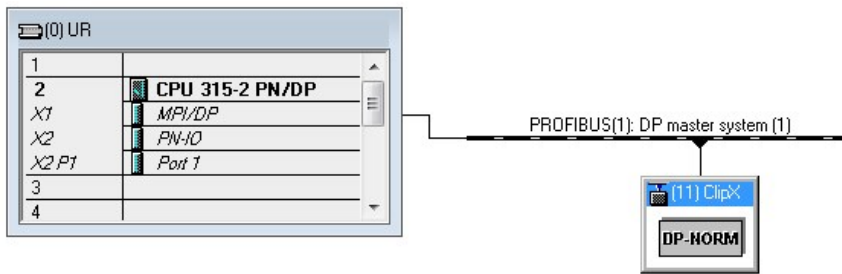 (0) UR
1
2 CPU 315-2 PN/DP
X1 MPI/DP
X2 PN-IO
X2 P1 Port 1
3
4
PROFIBUS(1): DP master system (1)
(11) ClipX
DP-NORM